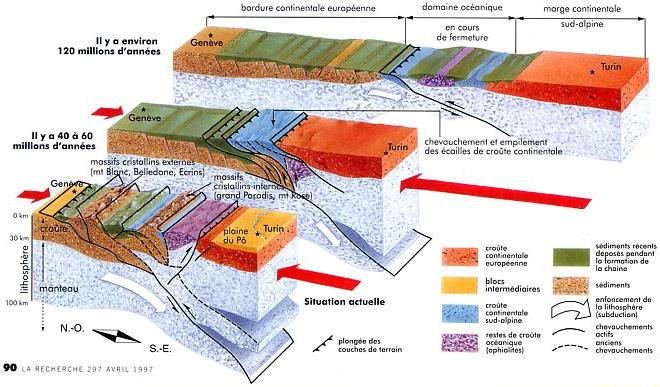 bordure continentale européenne
domaine océanique
marge continentale
sud-alpine
en cours
de fermeture
Il y a environ
120 millions d'années
Genève
Turin
Il y a 40 à 60
millions d'années
Genève
Turin
chevauchement et empilement
des écailles de croûte continentale
massifs cristallins externes
(mt Blanc, Belledone, Ecrins)
massifs
cristallins internes
(grand Paradis, mt Rose)
Genève
plaine
du Pô
Turin
0 km
croûte
30 km
lithosphère
manteau
100 km
Situation actuelle
N.-O.
S.-E.
plongée des
couches de terrain
croûte
continentale
européenne
blocs
intermédiaires
croûte
continentale
sud-alpine
restes de croûte
océanique
(ophiolites)
sédiments récents
déposés pendant
la formation de
la chaîne
sédiments
enfoncement de
la lithosphère
(subduction)
chevauchements
actifs
anciens
chevauchements
90 LA RECHERCHE 297 AVRIL 1997